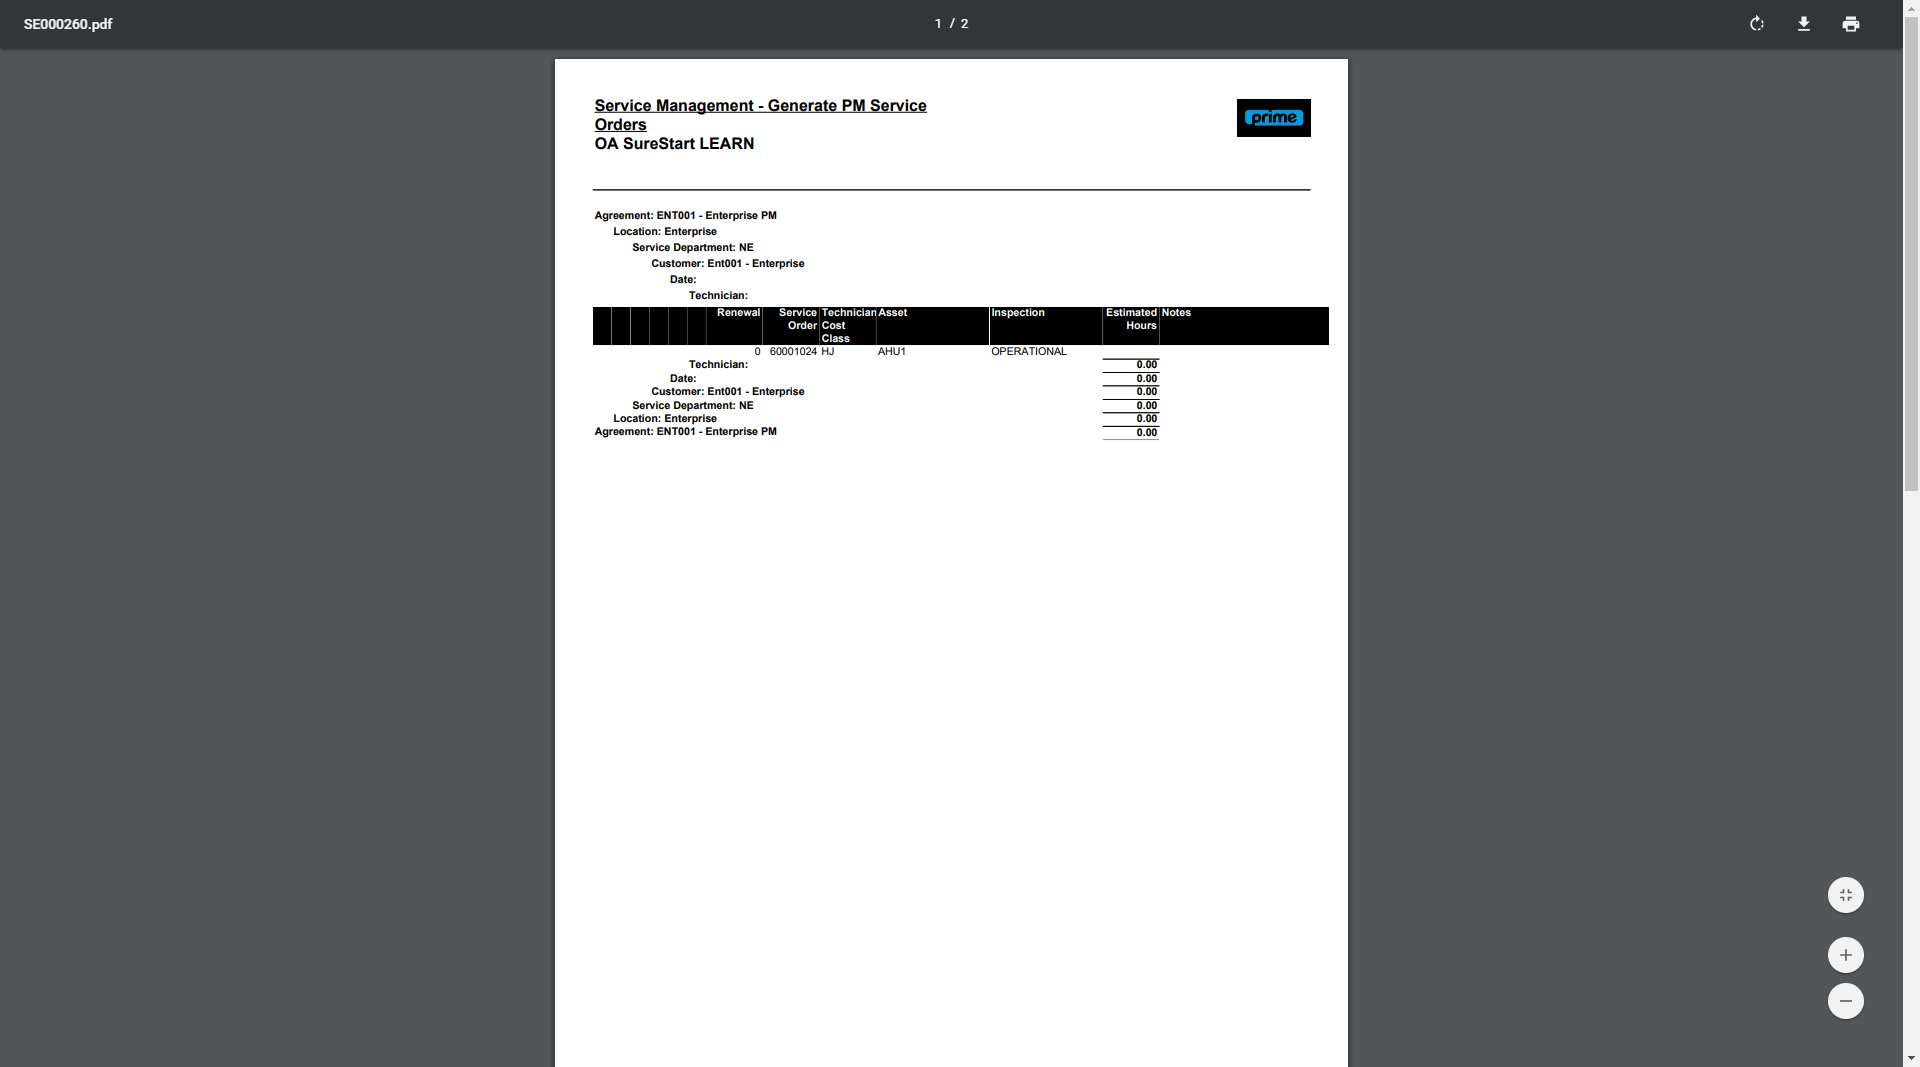 SE000260.pdf
1 / 2
Service Management - Generate PM Service
Orders
OA SureStart LEARN
prime
Agreement: ENT001 - Enterprise PM
Location: Enterprise
Service Department: NE
Customer: Ent001 - Enterprise
Date:
Technician:
Renewal Service Technician Asset Inspection Estimated Notes
Order Cost Hours
Class
0 60001024 HJ AHU1 OPERATIONAL
Technician: 0.00
Date: 0.00
Customer: Ent001 - Enterprise 0.00
Service Department: NE 0.00
Location: Enterprise 0.00
Agreement: ENT001 - Enterprise PM 0.00